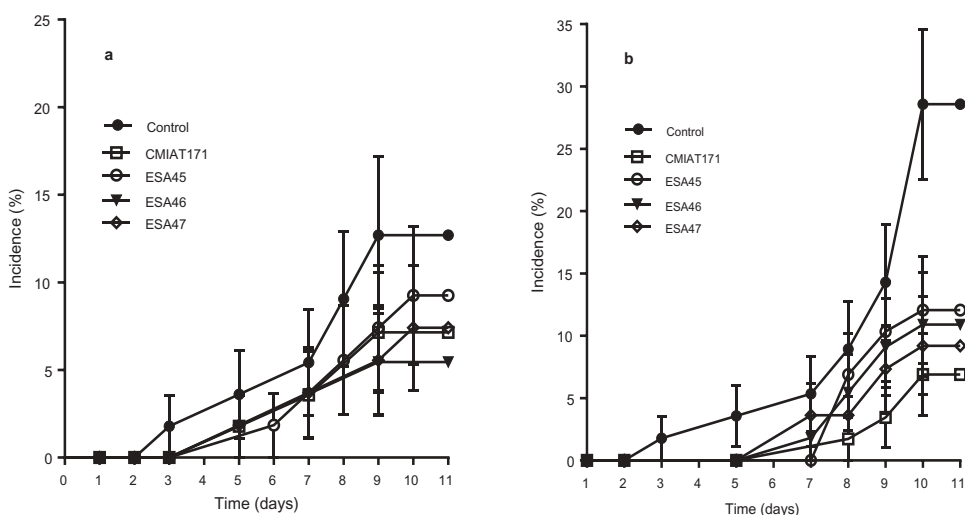 a
25
20
15
10
5
0
Incidence (%)
Control
CMIAT171
ESA45
ESA46
ESA47
0 1 2 3 4 5 6 7 8 9 10 11
Time (days)
b
35
30
25
20
15
10
5
0
Incidence (%)
Control
CMIAT171
ESA45
ESA46
ESA47
1 2 3 4 5 6 7 8 9 10 11
Time (days)